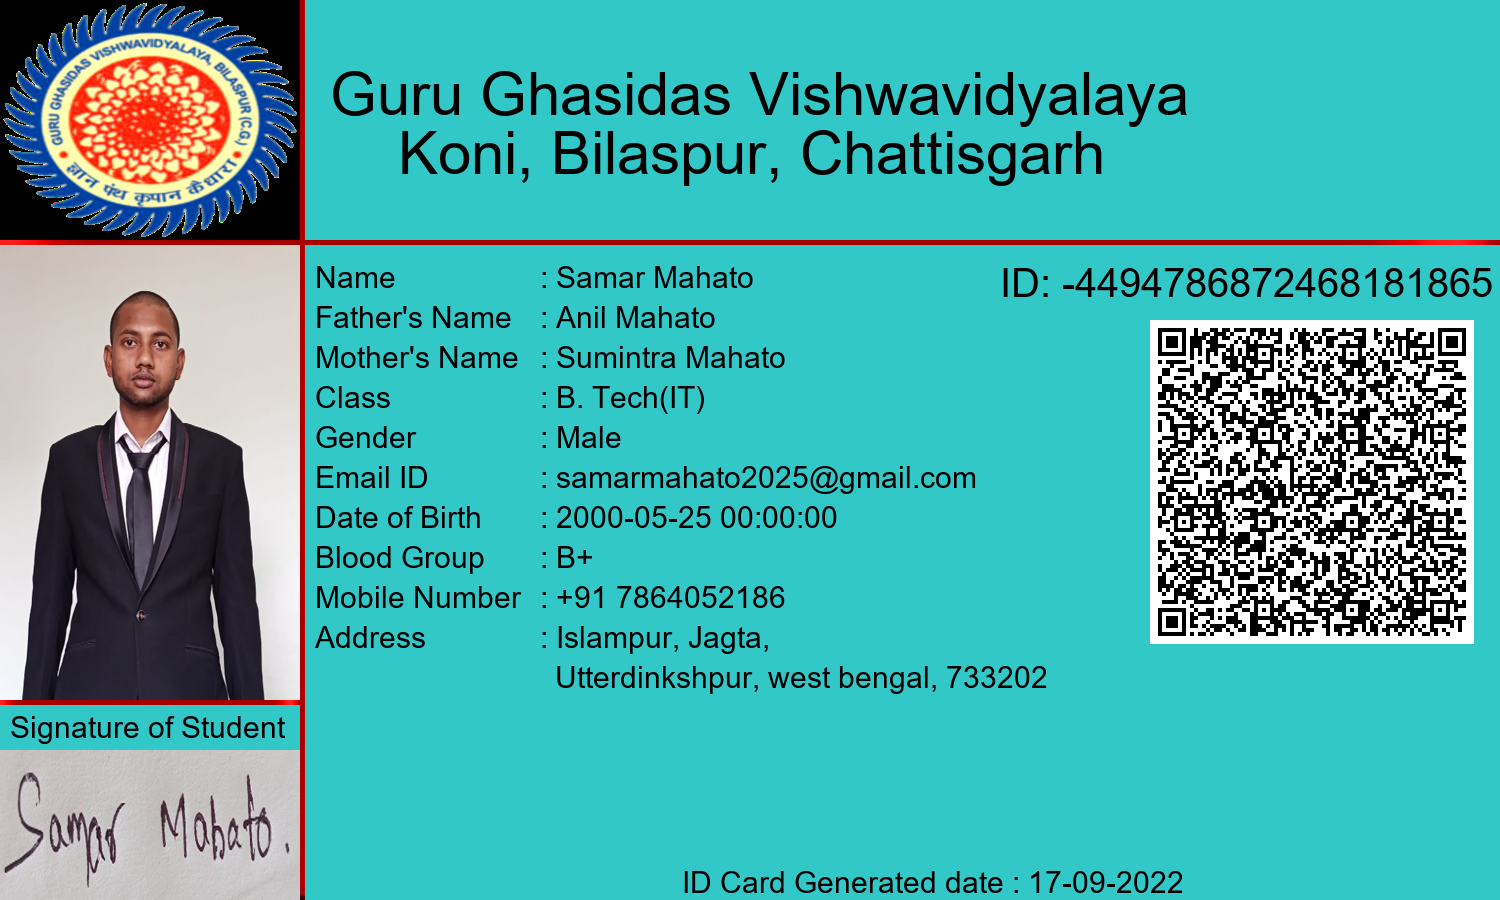 GURU GHASIDAS VISHWAVIDYALAYA, BILASPUR (C.G.)
ज्ञान पंथ कृपान कै धारा
Guru Ghasidas Vishwavidyalaya
Koni, Bilaspur, Chattisgarh
Name : Samar Mahato
Father's Name : Anil Mahato
Mother's Name : Sumintra Mahato
Class : B. Tech(IT)
Gender : Male
Email ID : samarmahato2025@gmail.com
Date of Birth : 2000-05-25 00:00:00
Blood Group : B+
Mobile Number : +91 7864052186
Address : Islampur, Jagta,
Utterdinkshpur, west bengal, 733202
ID: -4494786872468181865
Signature of Student
Samar Mahato.
ID Card Generated date : 17-09-2022